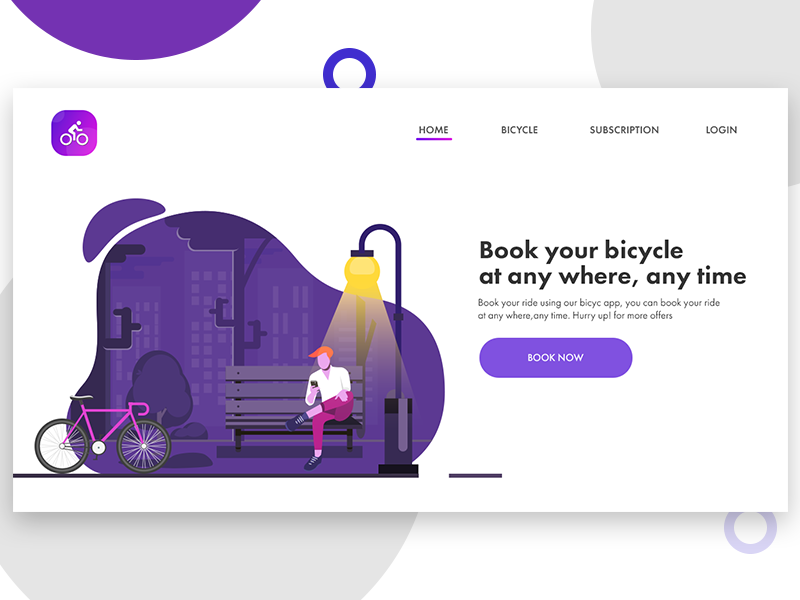 HOME BICYCLE SUBSCRIPTION LOGIN
Book your bicycle
at any where, any time
Book your ride using our bicyc app, you can book your ride
at any where,any time. Hurry up! for more offers
BOOK NOW